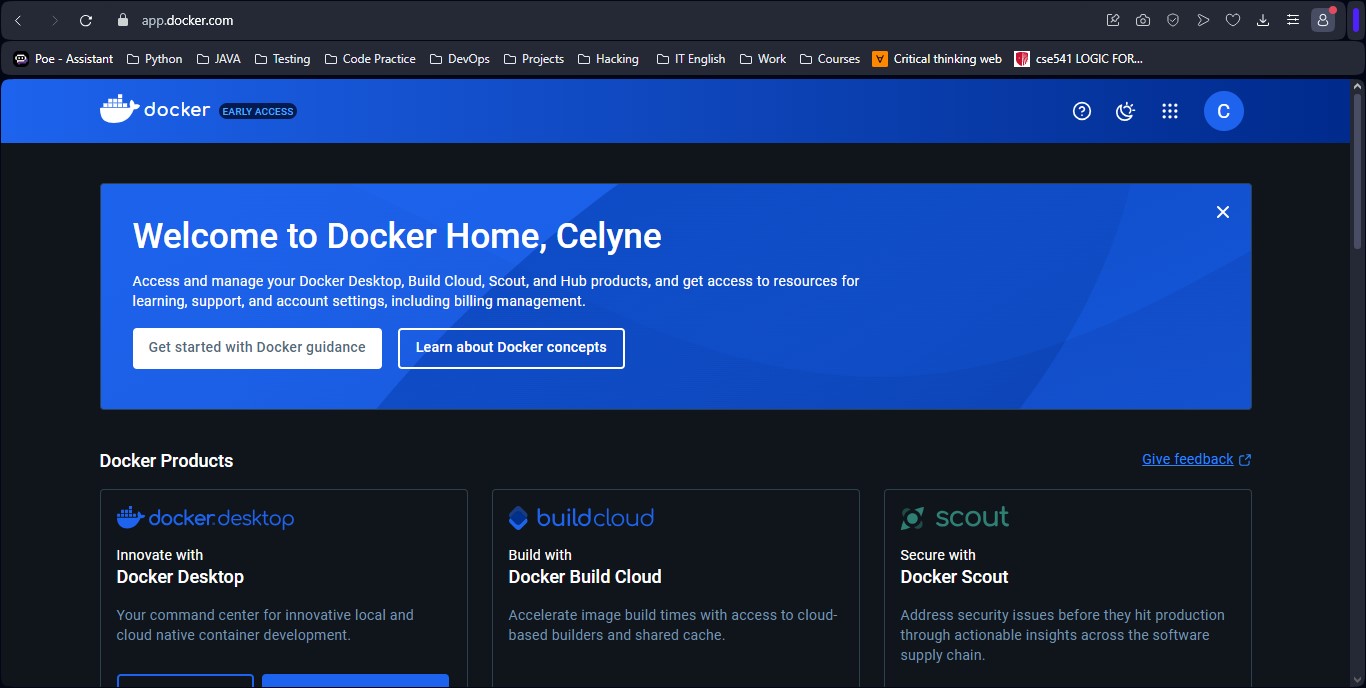 app.docker.com
Poe - Assistant Python JAVA Testing Code Practice DevOps Projects Hacking IT English Work Courses Critical thinking web cse541 LOGIC FOR...
docker EARLY ACCESS
C
Welcome to Docker Home, Celyne
Access and manage your Docker Desktop, Build Cloud, Scout, and Hub products, and get access to resources for
learning, support, and account settings, including billing management.
Get started with Docker guidance Learn about Docker concepts
Docker Products Give feedback
docker.desktop
Innovate with
Docker Desktop
Your command center for innovative local and
cloud native container development.
buildcloud
Build with
Docker Build Cloud
Accelerate image build times with access to cloud-
based builders and shared cache.
scout
Secure with
Docker Scout
Address security issues before they hit production
through actionable insights across the software
supply chain.